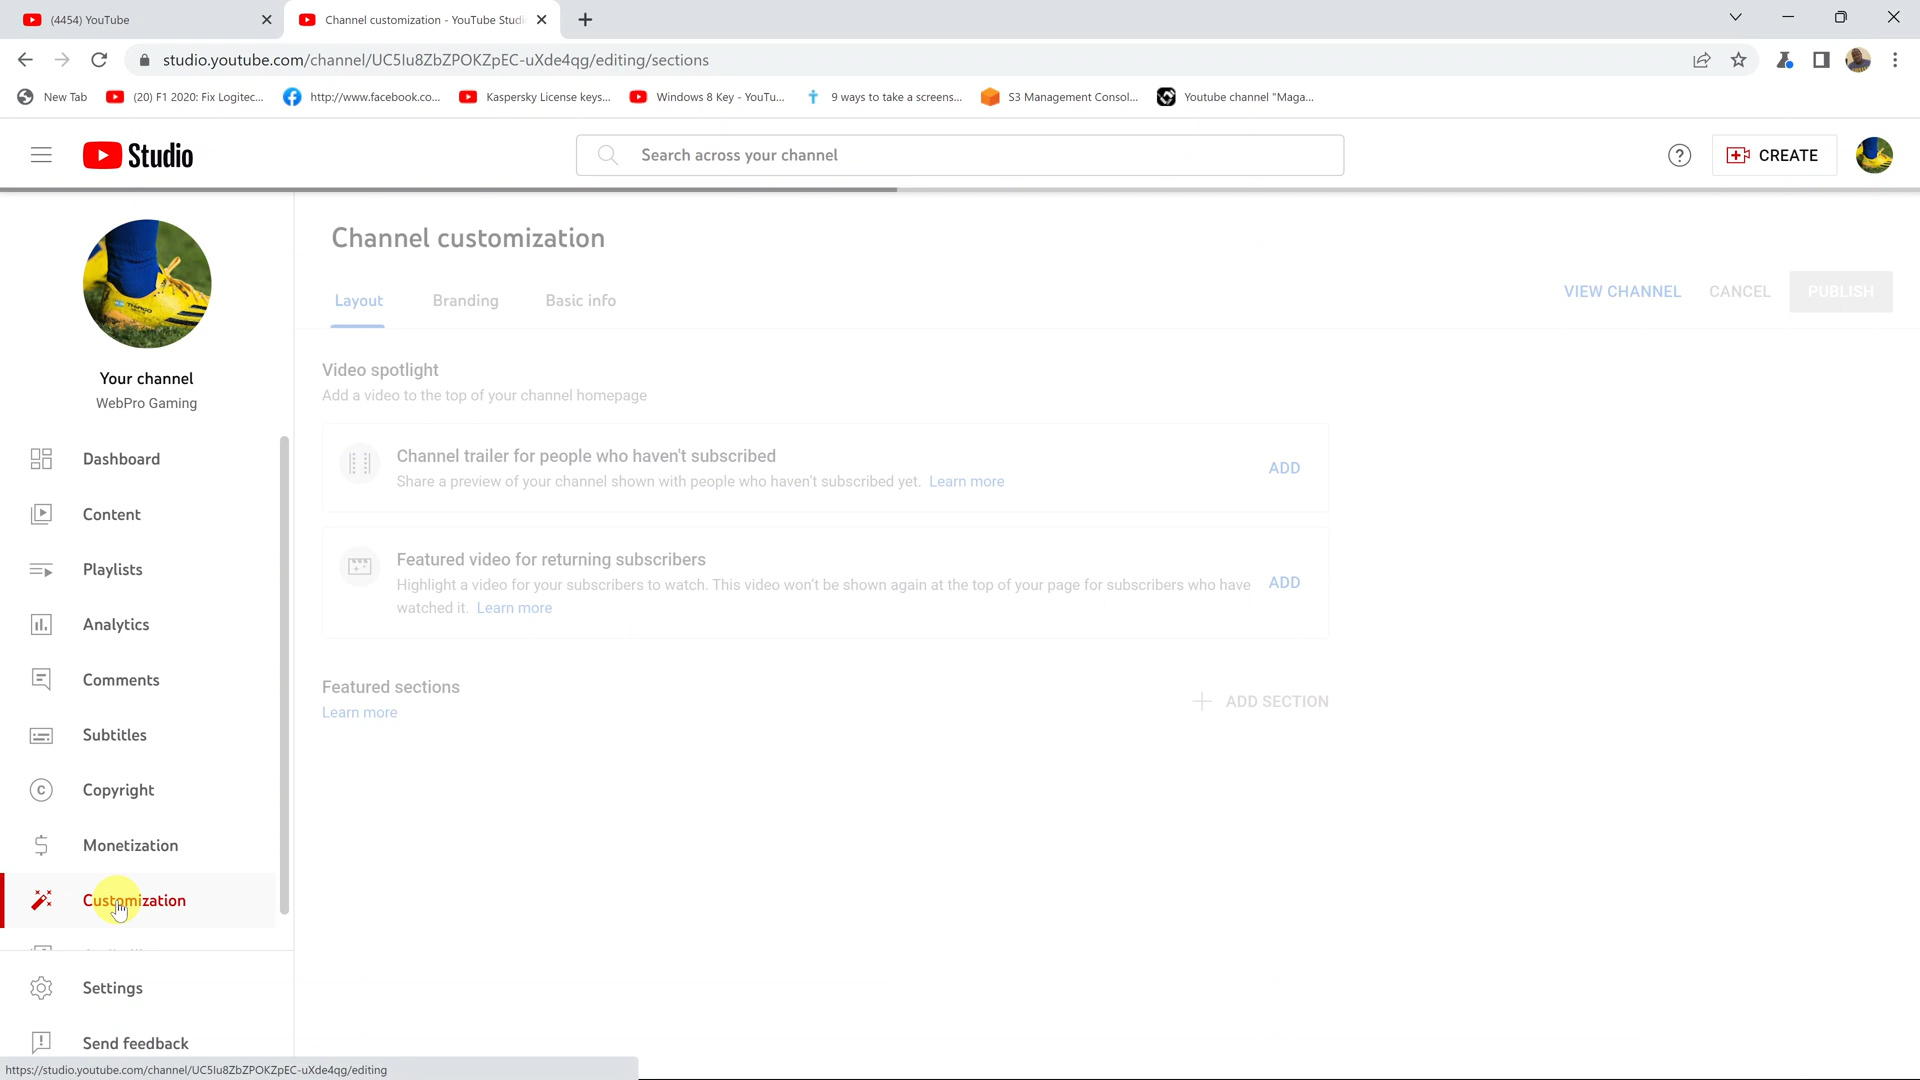 (4454) YouTube
Channel customization - YouTube Studi
studio.youtube.com/channel/UC5Iu8ZbZPOKZpEC-uXde4qg/editing/sections
New Tab
(20) F1 2020: Fix Logitec...
http://www.facebook.co...
Kaspersky License keys...
Windows 8 Key - YouTu...
9 ways to take a screens...
S3 Management Consol...
Youtube channel "Maga...
Studio
Search across your channel
CREATE
Channel customization
Layout
Branding
Basic info
VIEW CHANNEL
CANCEL
PUBLISH
Your channel
WebPro Gaming
Dashboard
Content
Playlists
Analytics
Comments
Subtitles
Copyright
Monetization
Customization
Settings
Send feedback
Video spotlight
Add a video to the top of your channel homepage
Channel trailer for people who haven't subscribed
Share a preview of your channel shown with people who haven't subscribed yet. Learn more
ADD
Featured video for returning subscribers
Highlight a video for your subscribers to watch. This video won't be shown again at the top of your page for subscribers who have
watched it. Learn more
ADD
Featured sections
Learn more
ADD SECTION
https://studio.youtube.com/channel/UC5Iu8ZbZPOKZpEC-uXde4qg/editing